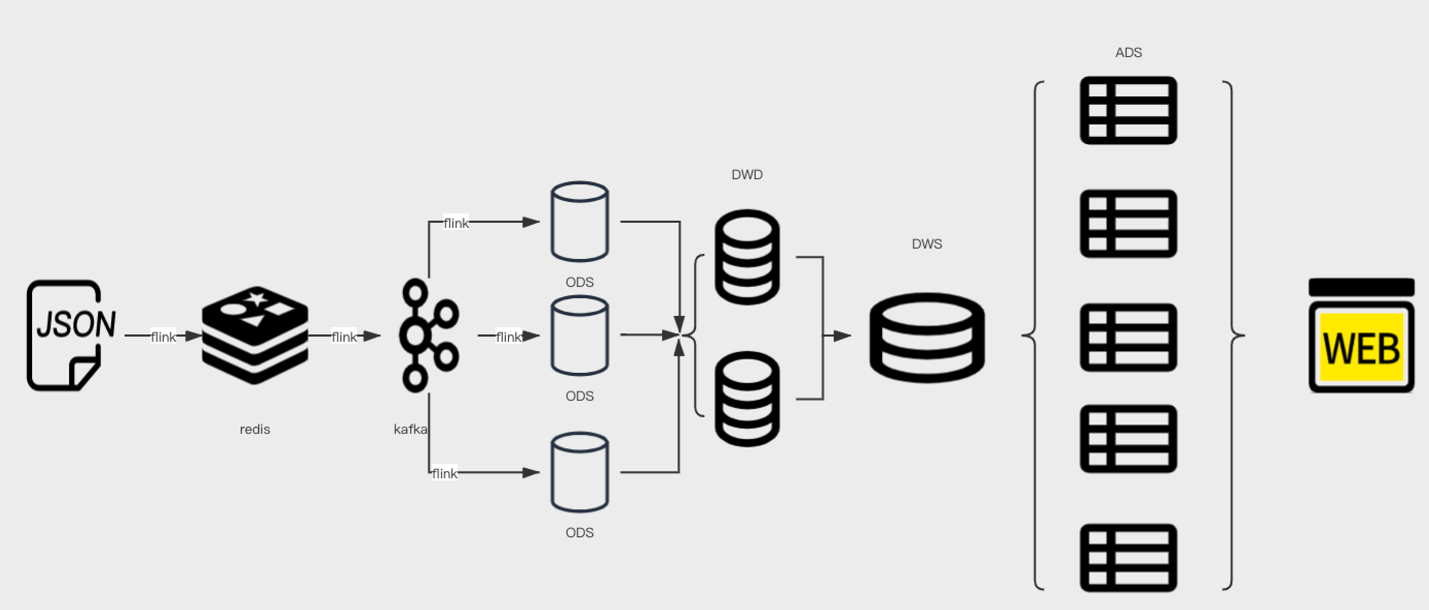 JSON
flink
redis
flink
kafka
flink
flink
flink
ODS
ODS
ODS
DWD
DWS
ADS
WEB